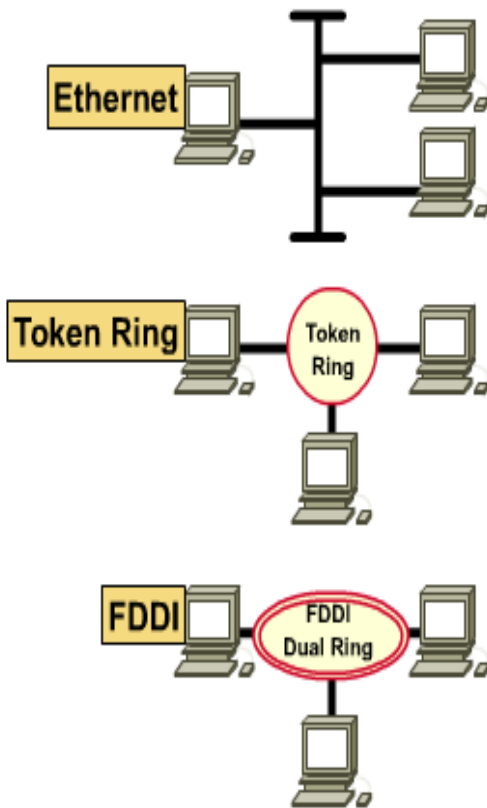 Ethernet
Token Ring
Token
Ring
FDDI
FDDI
Dual Ring